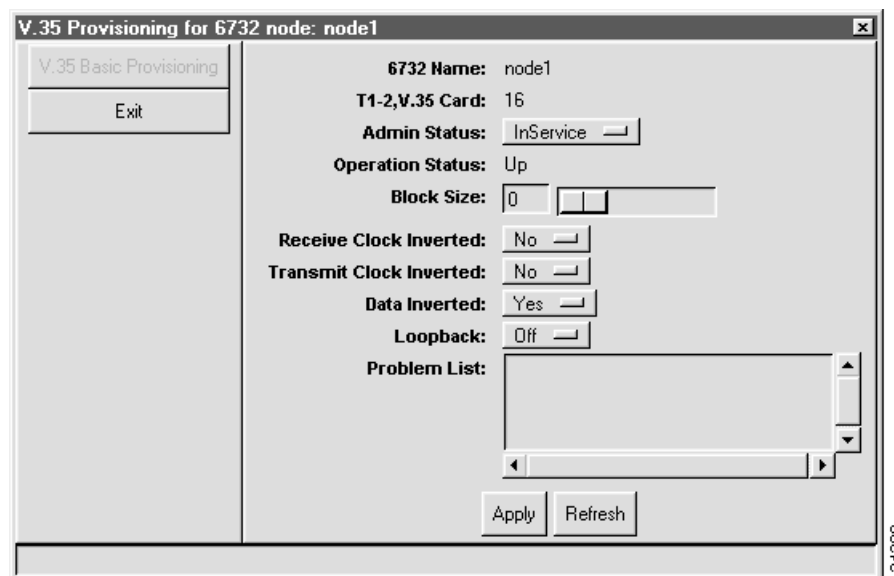 V.35 Provisioning for 6732 node: node1
V.35 Basic Provisioning
Exit
6732 Name: node1
T1-2,V.35 Card: 16
Admin Status: InService
Operation Status: Up
Block Size: 0
Receive Clock Inverted: No
Transmit Clock Inverted: No
Data Inverted: Yes
Loopback: Off
Problem List:
Apply Refresh